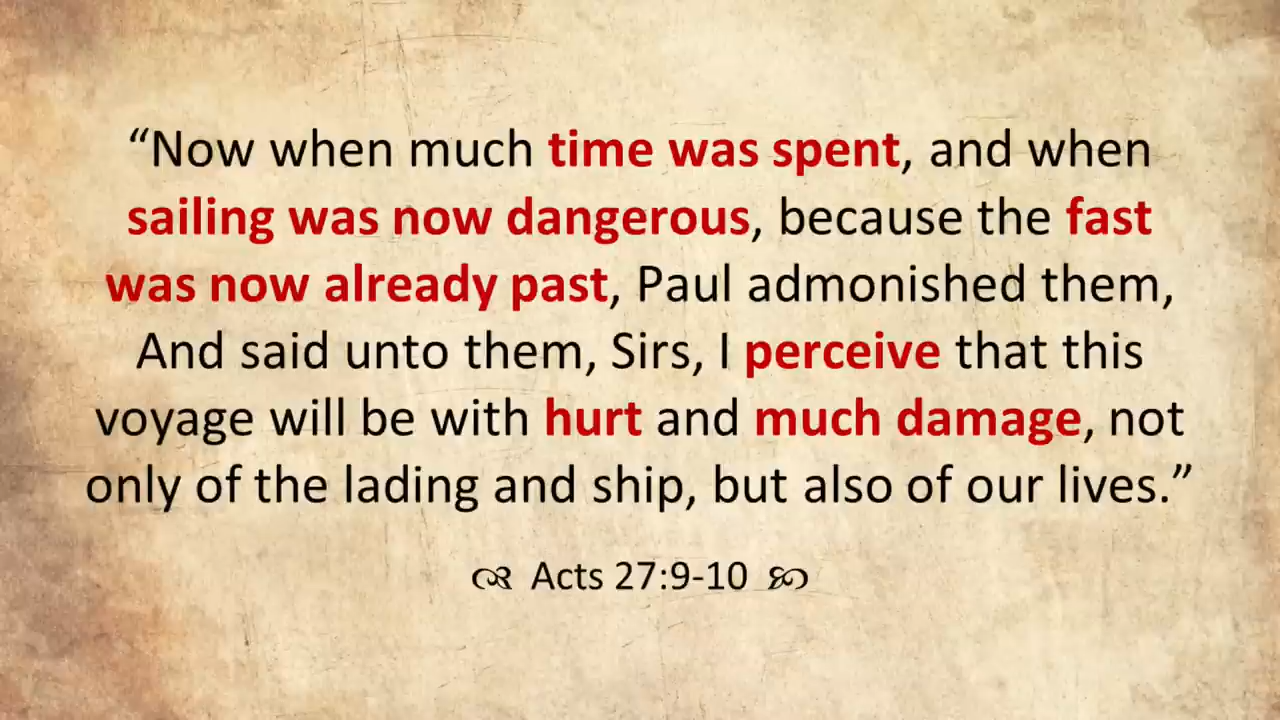 “Now when much time was spent, and when
sailing was now dangerous, because the fast
was now already past, Paul admonished them,
And said unto them, Sirs, I perceive that this
voyage will be with hurt and much damage, not
only of the lading and ship, but also of our lives.”
Acts 27:9-10